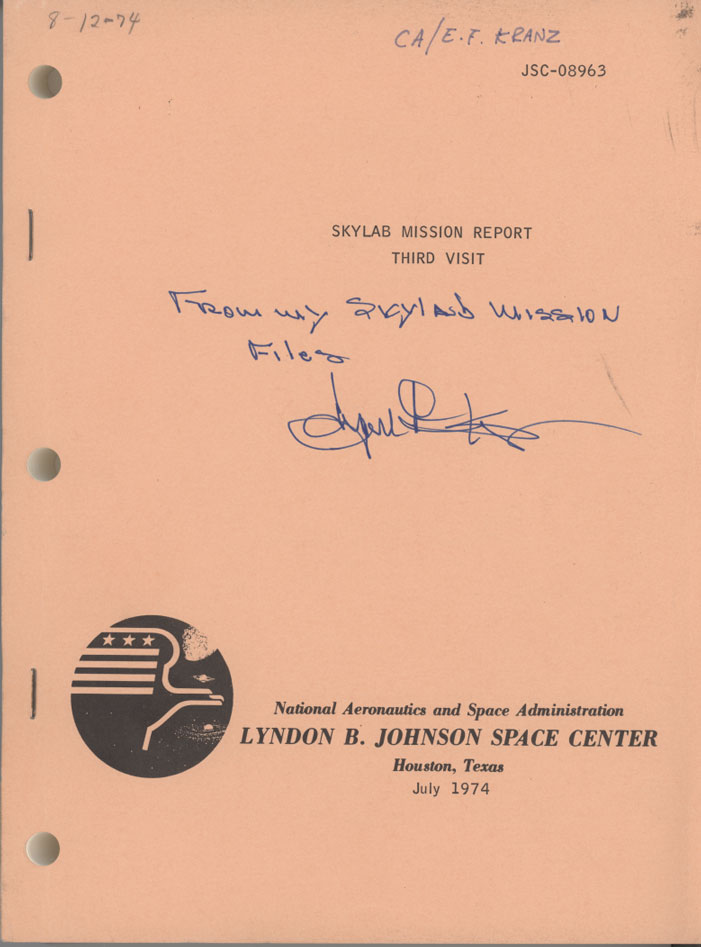 8-12-74
CA/E.F. KRANZ
JSC-08963
SKYLAB MISSION REPORT
THIRD VISIT
From my Skylab Mission
Files
National Aeronautics and Space Administration
LYNDON B. JOHNSON SPACE CENTER
Houston, Texas
July 1974